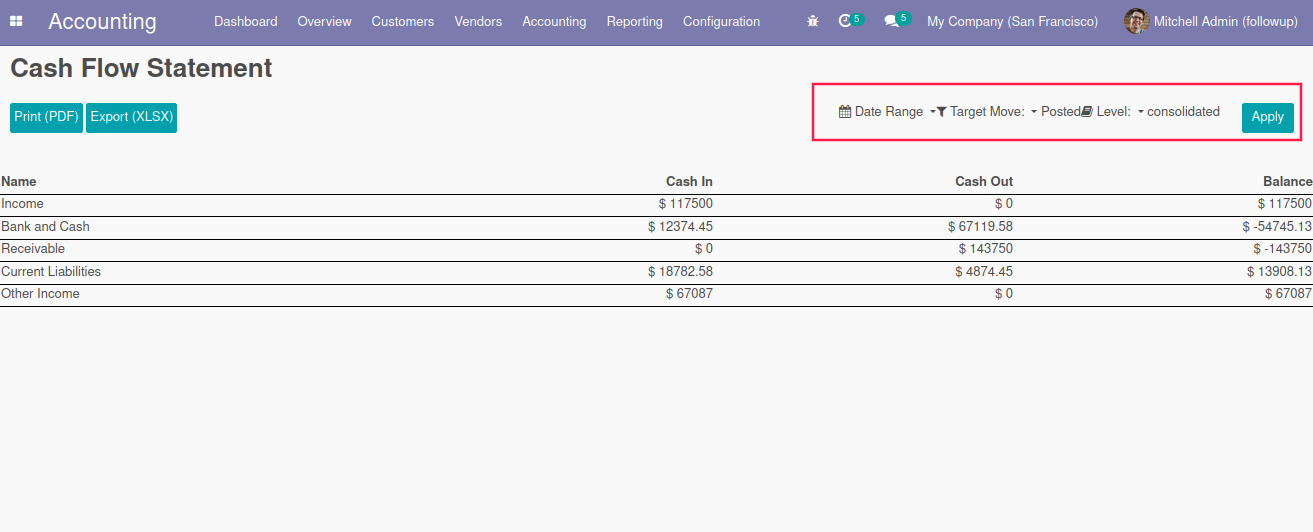 Accounting Dashboard Overview Customers Vendors Accounting Reporting Configuration 5 5 My Company (San Francisco) Mitchell Admin (followup)
Cash Flow Statement
Print (PDF) Export (XLSX) Date Range Target Move: Posted Level: consolidated Apply
Name Cash In Cash Out Balance
Income $ 117500 $ 0 $ 117500
Bank and Cash $ 12374.45 $ 67119.58 $ -54745.13
Receivable $ 0 $ 143750 $ -143750
Current Liabilities $ 18782.58 $ 4874.45 $ 13908.13
Other Income $ 67087 $ 0 $ 67087